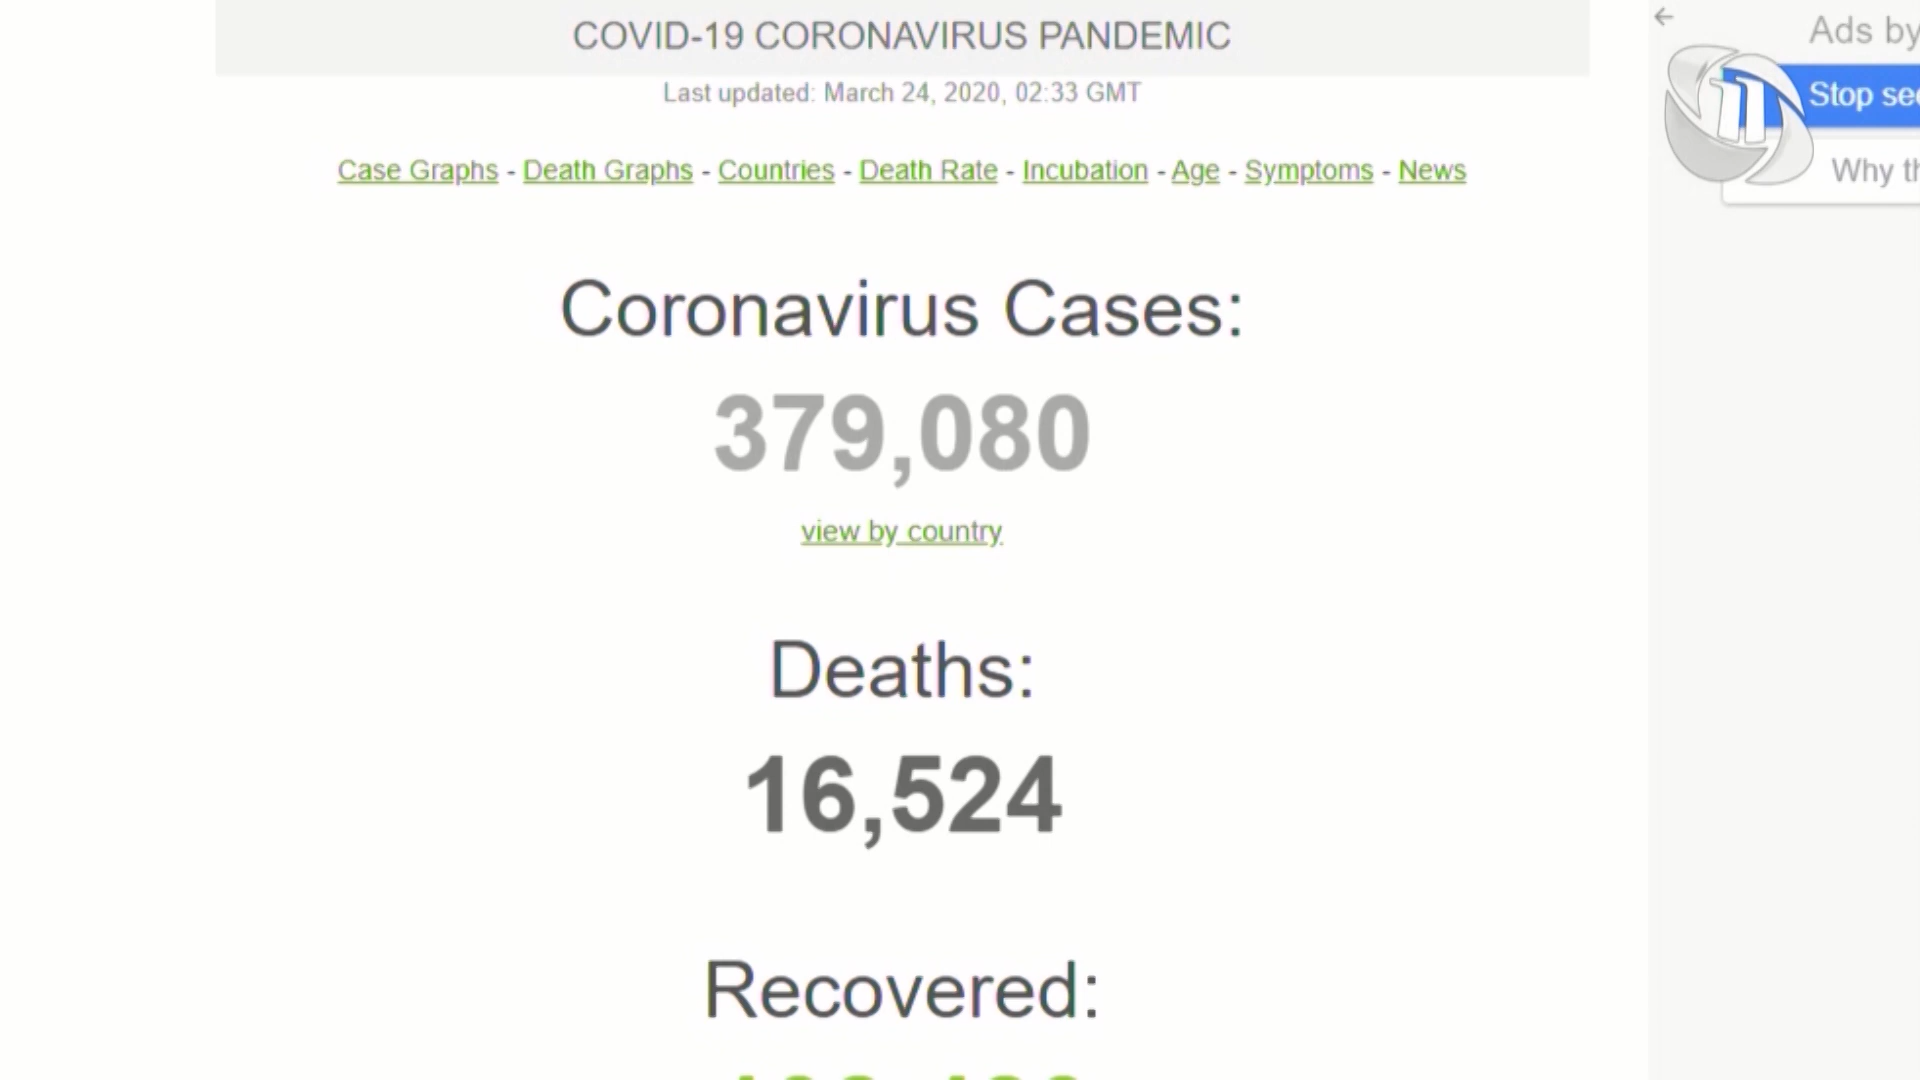 COVID-19 CORONAVIRUS PANDEMIC
Last updated: March 24, 2020, 02:33 GMT
Case Graphs - Death Graphs - Countries - Death Rate - Incubation - Age - Symptoms - News
Coronavirus Cases:
379,080
view by country
Deaths:
16,524
Recovered:
Ads by
Stop see
Why th